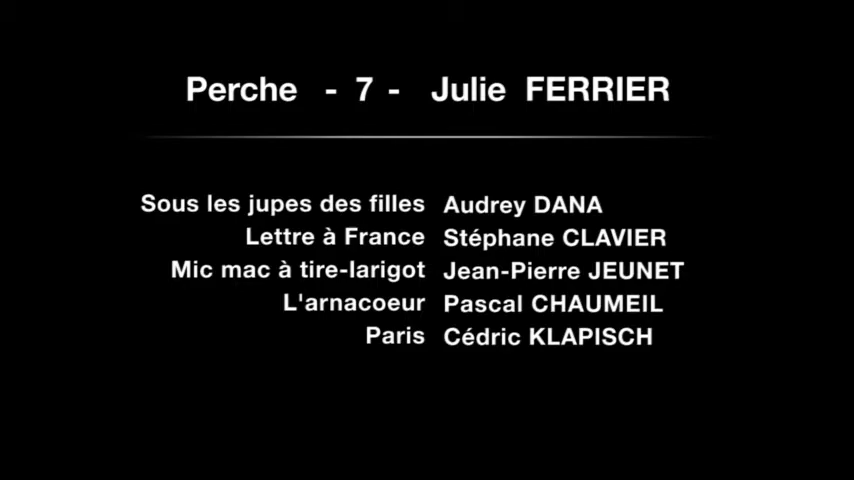 Perche - 7 - Julie FERRIER
Sous les jupes des filles Audrey DANA
Lettre à France Stéphane CLAVIER
Mic mac à tire-larigot Jean-Pierre JEUNET
L'arnacoeur Pascal CHAUMEIL
Paris Cédric KLAPISCH